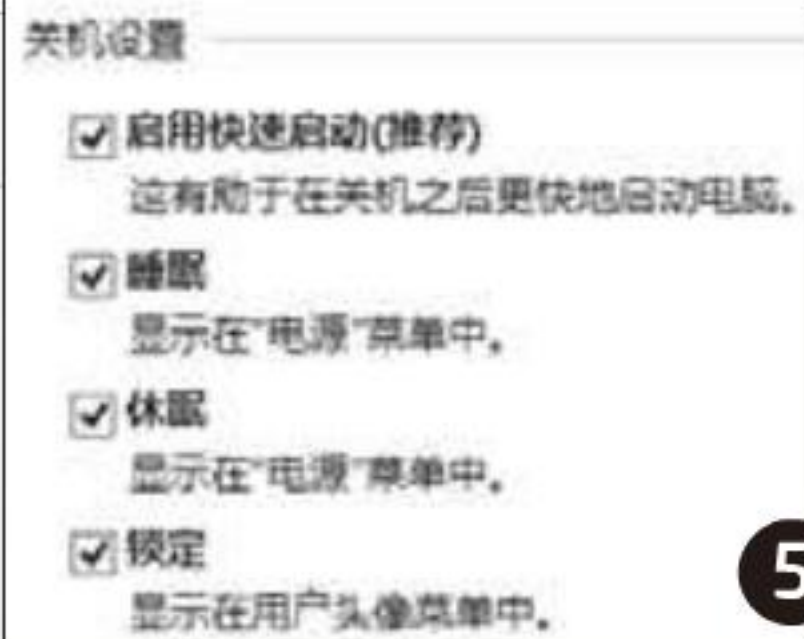 关机设置
启用快速启动(推荐)
这有助于在关机之后更快地启动电脑。
睡眠
显示在"电源"菜单中。
休眠
显示在"电源"菜单中。
锁定
显示在用户头像菜单中。
5